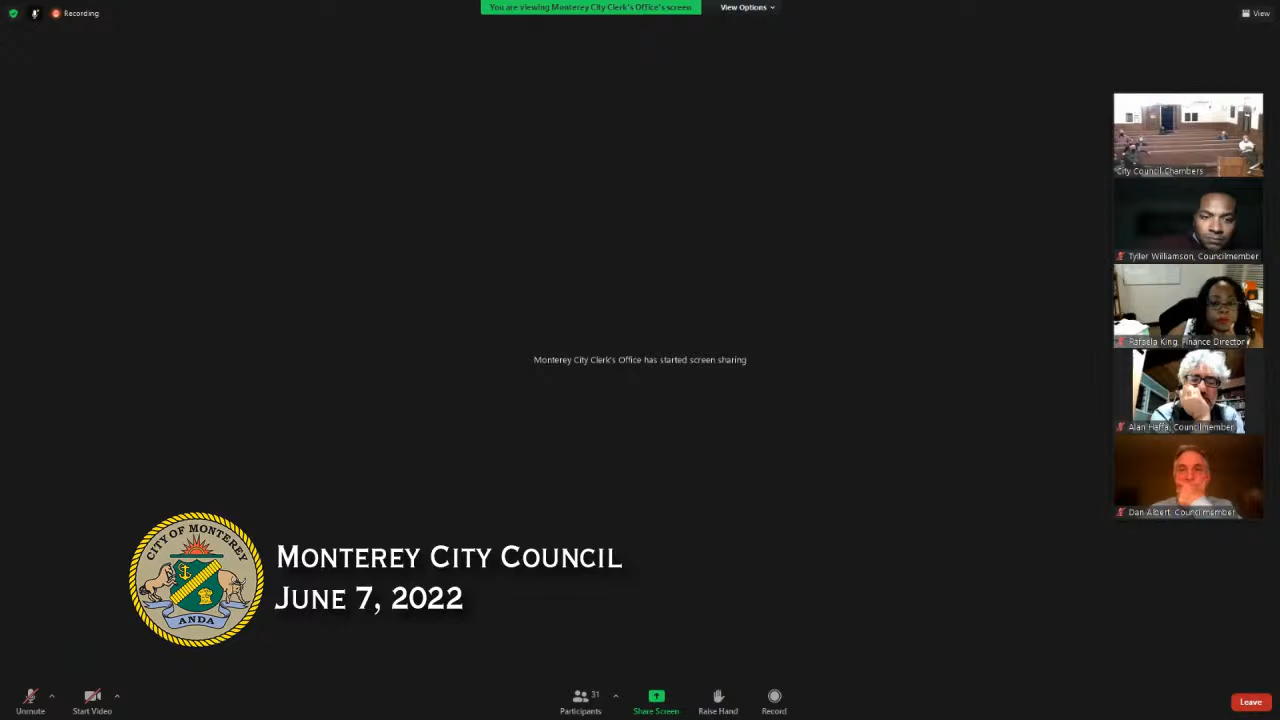 Recording
You are viewing Monterey City Clerk's Office's screen
View Options
View
City Council Chambers
Tyller Williamson, Councilmember
Rafaela King, Finance Director
Monterey City Clerk's Office has started screen sharing
Alan Haffa, Councilmember
Dan Albert, Councilmember
CITY OF MONTEREY
ANDA
Monterey City Council
June 7, 2022
Unmute
Start Video
31
Participants
Share Screen
Raise Hand
Record
Leave